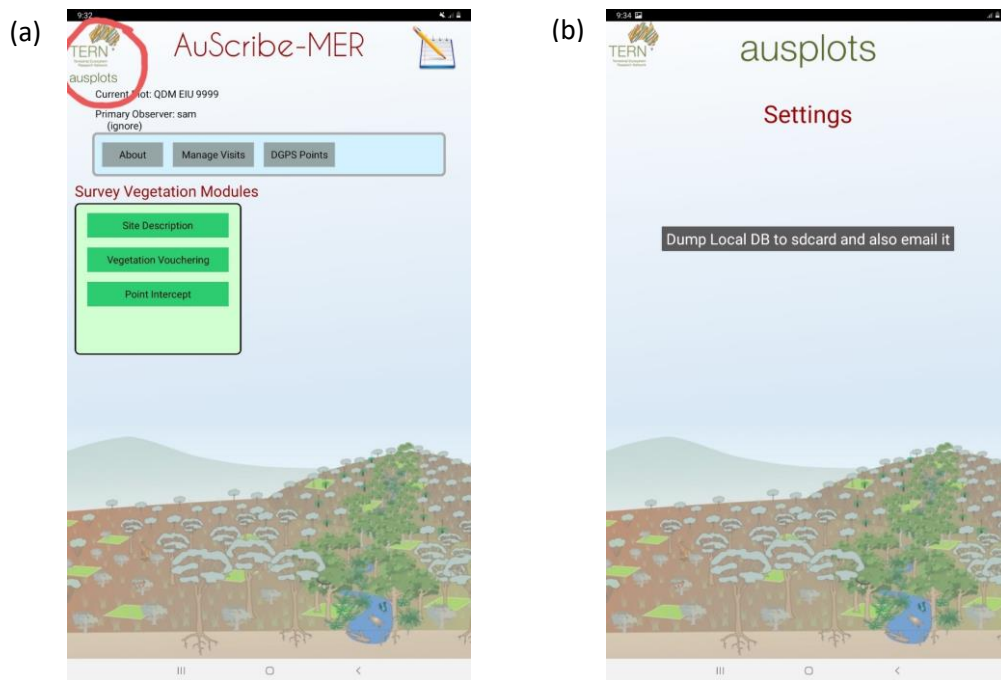 (a)
9:32
TERN
ausplots
AuScribe-MER
Current Plot: QDM EIU 9999
Primary Observer: sam
(ignore)
About
Manage Visits
DGPS Points
Survey Vegetation Modules
Site Description
Vegetation Vouchering
Point Intercept
(b)
9:34
TERN
ausplots
Settings
Dump Local DB to sdcard and also email it